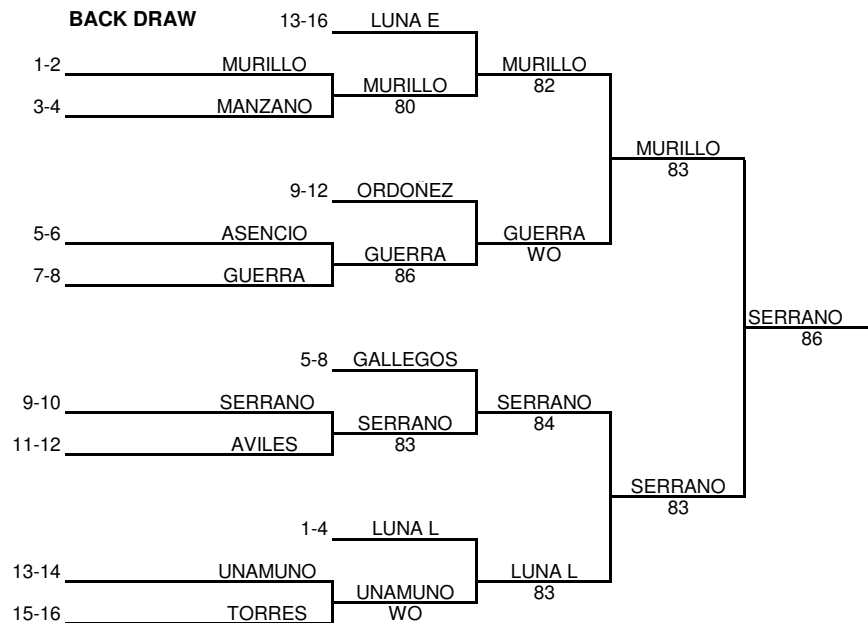 BACK DRAW
13-16 LUNA E
1-2 MURILLO MURILLO
MURILLO 82
3-4 MANZANO 80
MURILLO
83
9-12 ORDOÑEZ
5-6 ASENCIO GUERRA
GUERRA WO
7-8 GUERRA 86
SERRANO
86
5-8 GALLEGOS
9-10 SERRANO SERRANO
SERRANO 84
11-12 AVILES 83
SERRANO
83
1-4 LUNA L
13-14 UNAMUNO LUNA L
UNAMUNO 83
15-16 TORRES WO